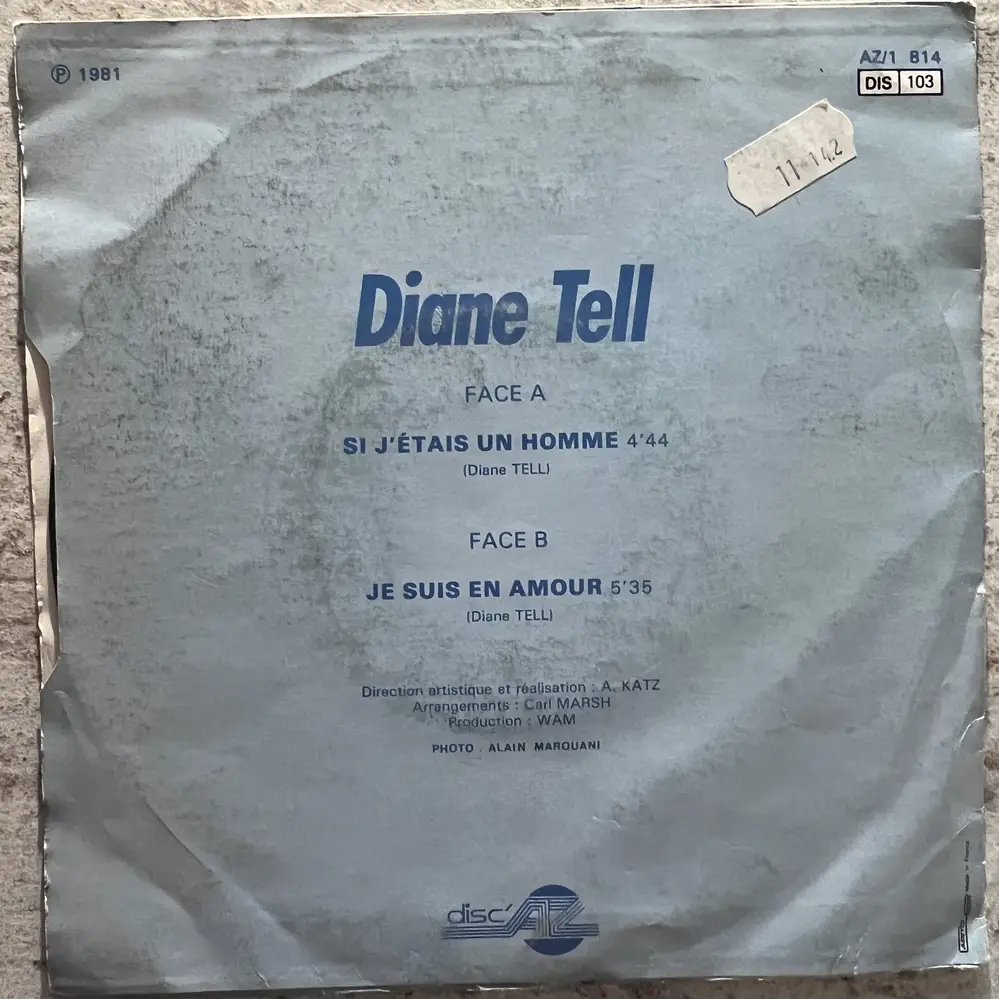 ℗ 1981
AZ/1 814
DIS 103
11-142
Diane Tell
FACE A
SI J'ÉTAIS UN HOMME 4'44
(Diane TELL)
FACE B
JE SUIS EN AMOUR 5'35
(Diane TELL)
Direction artistique et réalisation : A. KATZ
Arrangements : Carl MARSH
Production : WAM
PHOTO : ALAIN MAROUANI
disc'AZ